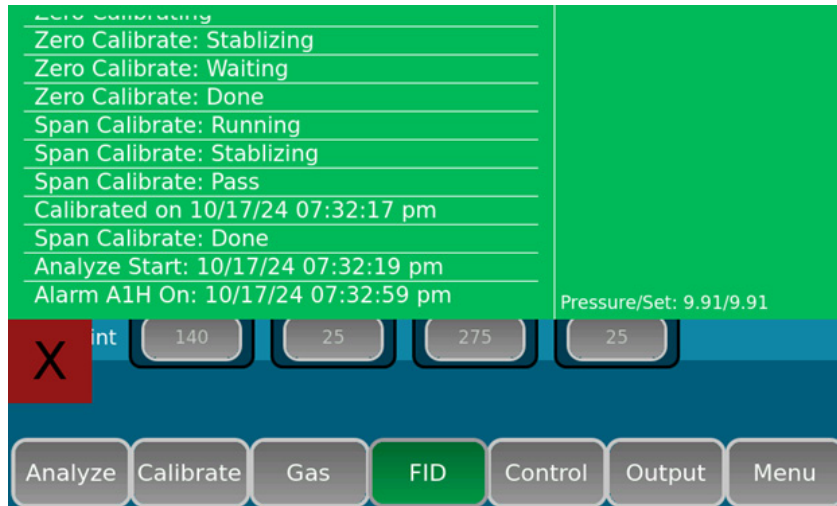 Zero Calibrating
Zero Calibrate: Stablizing
Zero Calibrate: Waiting
Zero Calibrate: Done
Span Calibrate: Running
Span Calibrate: Stablizing
Span Calibrate: Pass
Calibrated on 10/17/24 07:32:17 pm
Span Calibrate: Done
Analyze Start: 10/17/24 07:32:19 pm
Alarm A1H On: 10/17/24 07:32:59 pm
Pressure/Set: 9.91/9.91
X
int 140 25 275 25
Analyze Calibrate Gas FID Control Output Menu